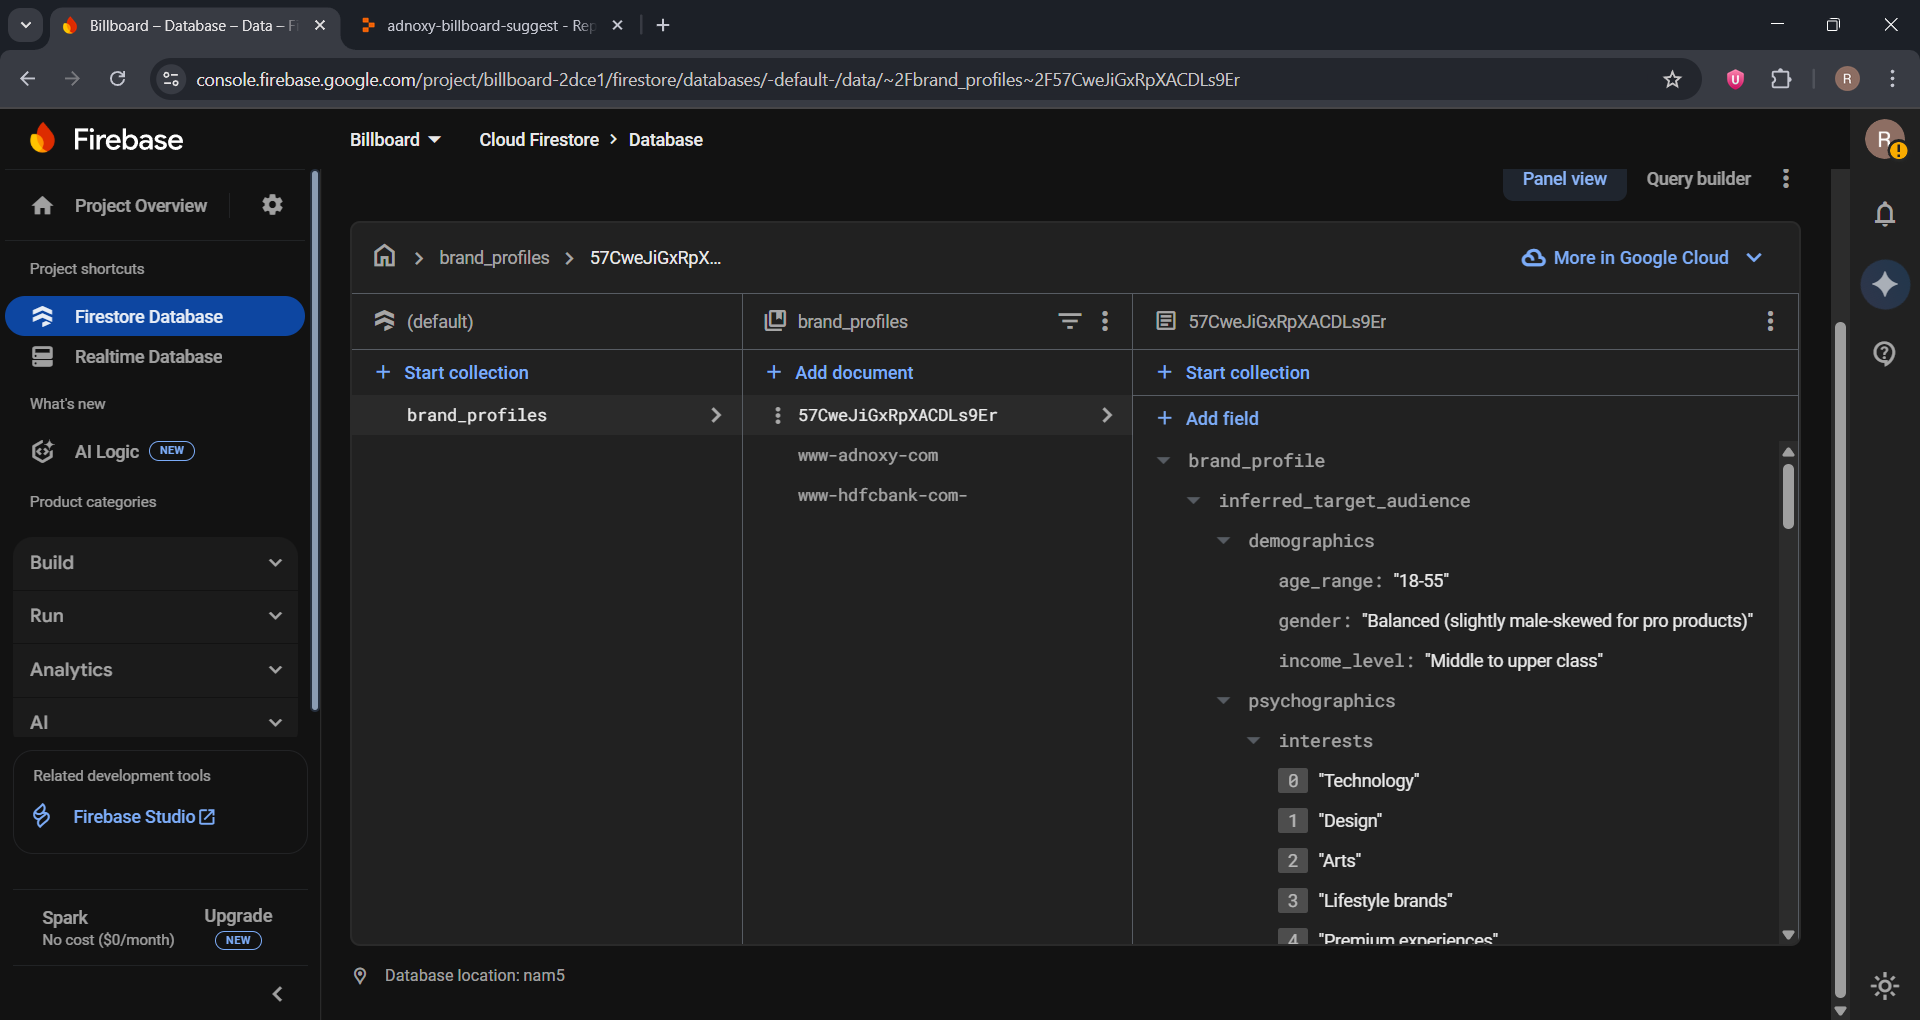 Billboard – Database – Data – Fi
adnoxy-billboard-suggest - Rep
console.firebase.google.com/project/billboard-2dce1/firestore/databases/-default-/data/~2Fbrand_profiles~2F57CweJiGxRpXACDLs9Er
R
Firebase
Billboard
Cloud Firestore > Database
R
Panel view
Query builder
Project Overview
Project shortcuts
Firestore Database
Realtime Database
What's new
AI Logic NEW
Product categories
Build
Run
Analytics
AI
Related development tools
Firebase Studio
Spark
No cost ($0/month)
Upgrade
NEW
brand_profiles
57CweJiGxRpX...
More in Google Cloud
(default)
Start collection
brand_profiles
brand_profiles
Add document
57CweJiGxRpXACDLs9Er
www-adnoxy-com
www-hdfcbank-com-
57CweJiGxRpXACDLs9Er
Start collection
Add field
brand_profile
inferred_target_audience
demographics
age_range: "18-55"
gender: "Balanced (slightly male-skewed for pro products)"
income_level: "Middle to upper class"
psychographics
interests
0 "Technology"
1 "Design"
2 "Arts"
3 "Lifestyle brands"
4 "Premium experiences"
Database location: nam5